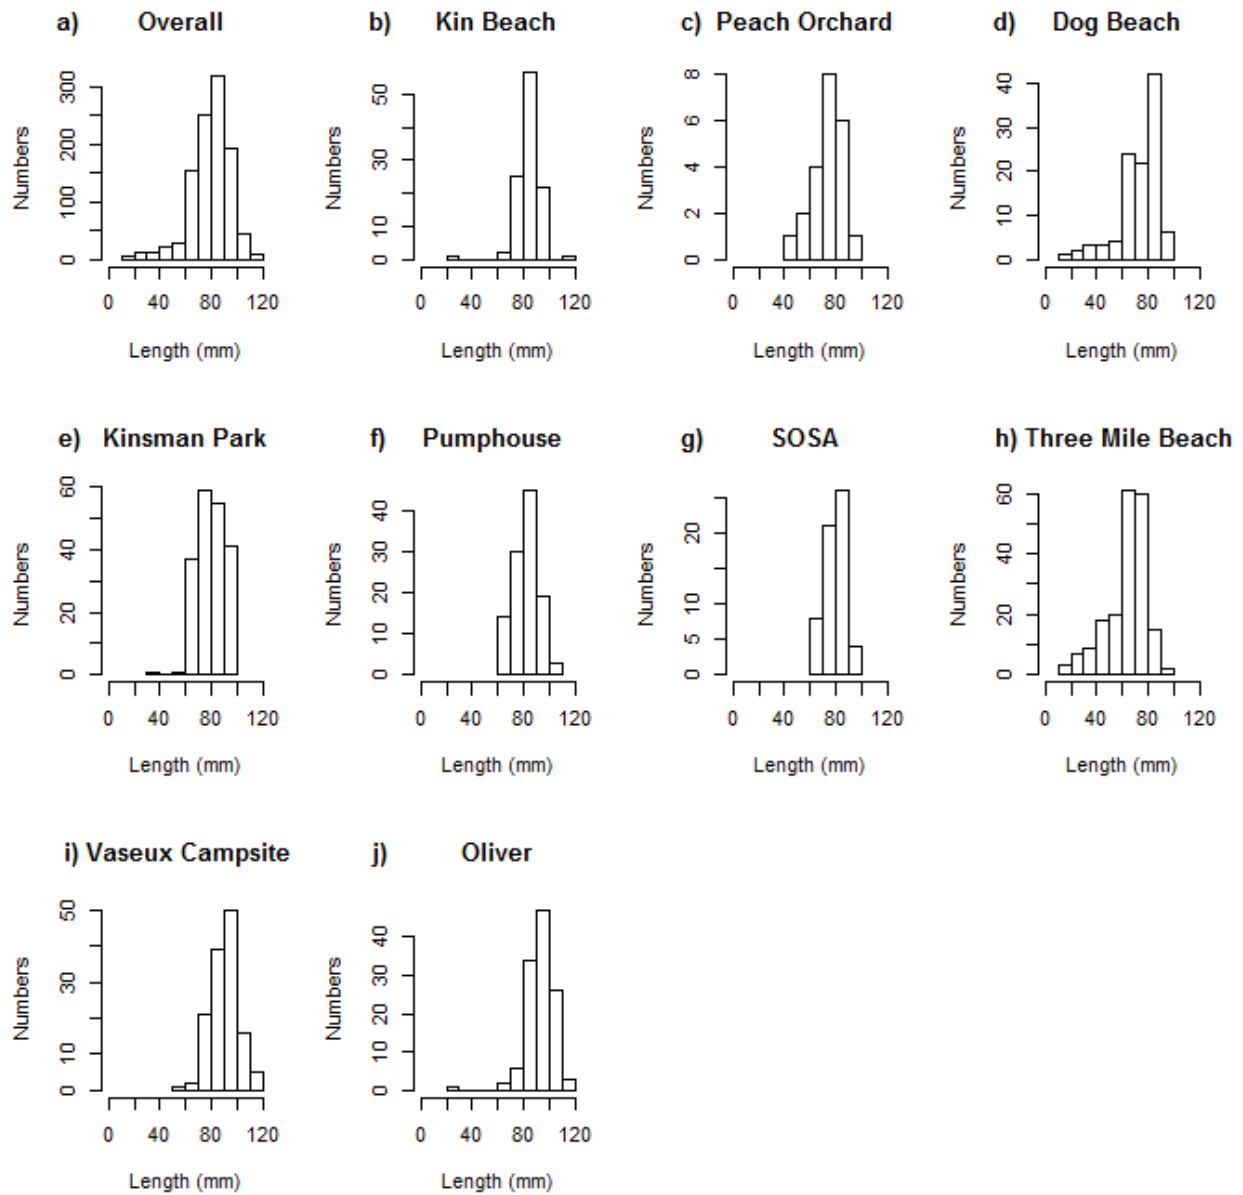 a) Overall
Numbers
0 100 200 300
0 40 80 120
Length (mm)
b) Kin Beach
Numbers
0 10 30 50
0 40 80 120
Length (mm)
c) Peach Orchard
Numbers
0 2 4 6 8
0 40 80 120
Length (mm)
d) Dog Beach
Numbers
0 10 20 30 40
0 40 80 120
Length (mm)
e) Kinsman Park
Numbers
0 20 40 60
0 40 80 120
Length (mm)
f) Pumphouse
Numbers
0 10 20 30 40
0 40 80 120
Length (mm)
g) SOSA
Numbers
0 5 10 20
0 40 80 120
Length (mm)
h) Three Mile Beach
Numbers
0 20 40 60
0 40 80 120
Length (mm)
i) Vaseux Campsite
Numbers
0 10 30 50
0 40 80 120
Length (mm)
j) Oliver
Numbers
0 10 20 30 40
0 40 80 120
Length (mm)